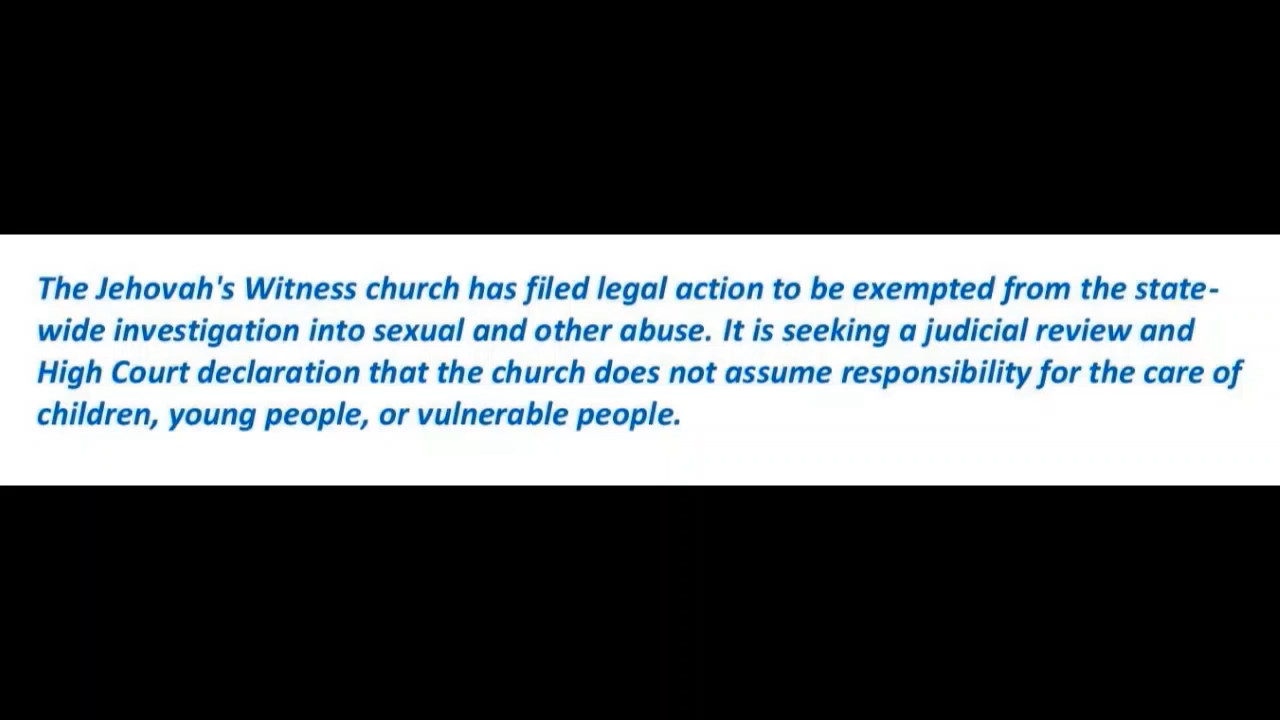 The Jehovah's Witness church has filed legal action to be exempted from the state-
wide investigation into sexual and other abuse. It is seeking a judicial review and
High Court declaration that the church does not assume responsibility for the care of
children, young people, or vulnerable people.